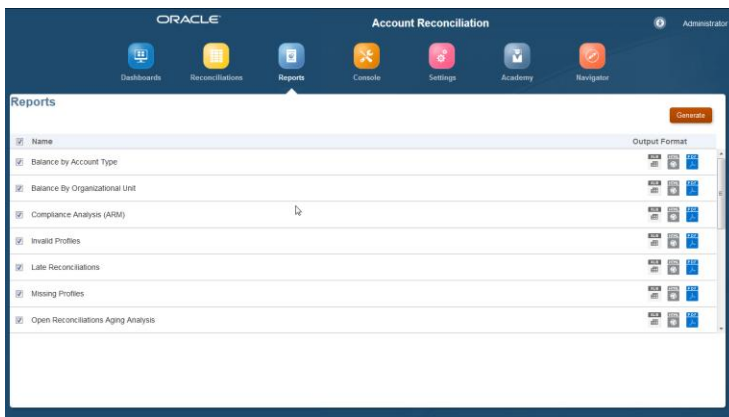 ORACLE
Account Reconciliation
Administrator
Dashboards
Reconciliations
Reports
Console
Settings
Academy
Navigator
Reports
Generate
Name
Output Format
Balance by Account Type
Balance By Organizational Unit
Compliance Analysis (ARM)
Invalid Profiles
Late Reconciliations
Missing Profiles
Open Reconciliations Aging Analysis